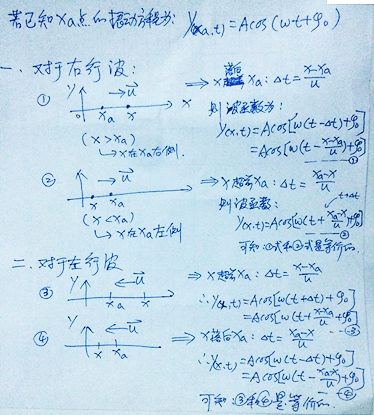 若已知xa点的振动方程为: y(xa,t)=Acos(ωt+φ0)
一、对于右行波:
① y →u⃗ 0 xa x x
(x>xa)
↳x在xa右侧.
⇒x落后xa: Δt=(x-xa)/u
则波函数为:
y(x,t)=Acos[ω(t-Δt)+φ0]
=Acos[ω(t-(x-xa)/u)+φ0] ①
② y →u⃗ x xa
(x<xa)
↳x在xa左侧
⇒x超前xa: Δt=(xa-x)/u
则波函数: t+Δt
y(x,t)=Acos[ω(t+(xa-x)/u)+φ0] ②
可知:①式和②式是等价的.
二、对于左行波
③ y ←u⃗ xa x
⇒x超前xa: Δt=(x-xa)/u
∴y(x,t)=Acos[ω(t+Δt)+φ0]
=Acos[ω(t+(x-xa)/u)+φ0] ③
④ y ←u⃗ x xa
⇒x落后xa: Δt=(xa-x)/u
∴y(x,t)=Acos[ω(t-Δt)+φ0]
=Acos[ω(t-(xa-x)/u)+φ0] ④
可知:③和④是等价的.